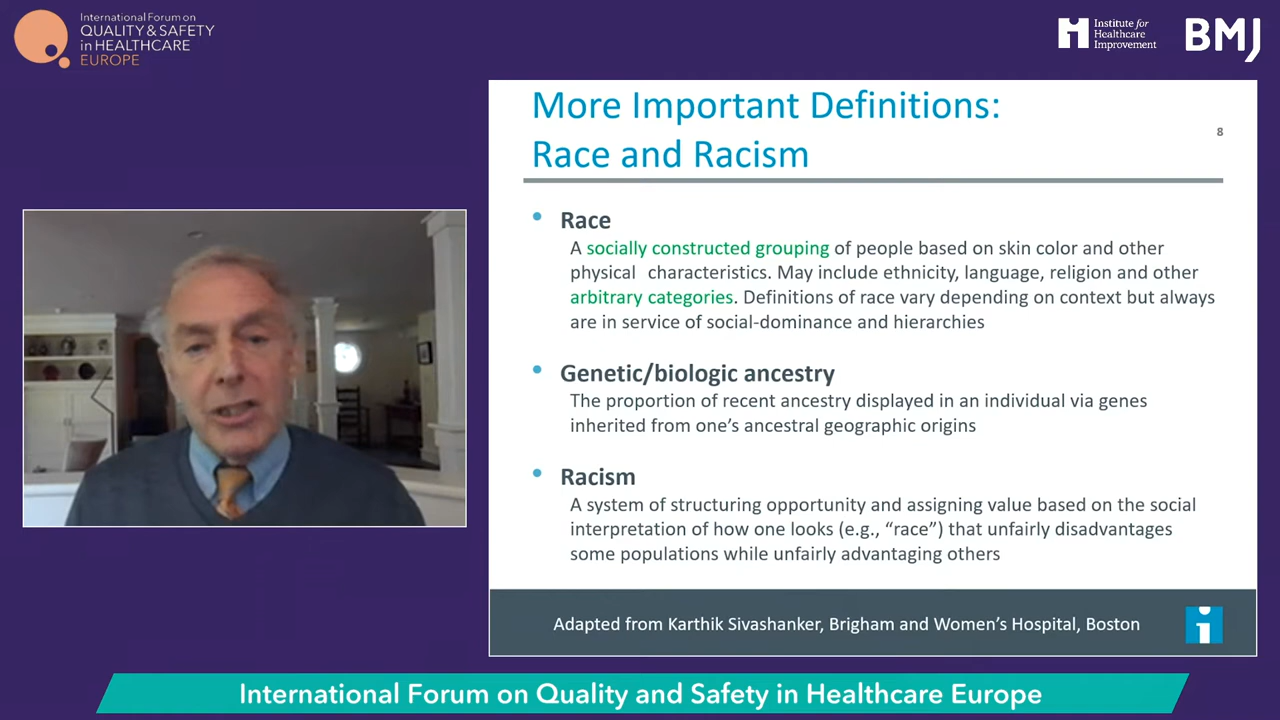 International Forum on
QUALITY & SAFETY
in HEALTHCARE
EUROPE
Institute for
Healthcare
Improvement
BMJ
More Important Definitions:
Race and Racism
8
• Race
A socially constructed grouping of people based on skin color and other
physical characteristics. May include ethnicity, language, religion and other
arbitrary categories. Definitions of race vary depending on context but always
are in service of social-dominance and hierarchies
• Genetic/biologic ancestry
The proportion of recent ancestry displayed in an individual via genes
inherited from one’s ancestral geographic origins
• Racism
A system of structuring opportunity and assigning value based on the social
interpretation of how one looks (e.g., “race”) that unfairly disadvantages
some populations while unfairly advantaging others
Adapted from Karthik Sivashanker, Brigham and Women’s Hospital, Boston
International Forum on Quality and Safety in Healthcare Europe